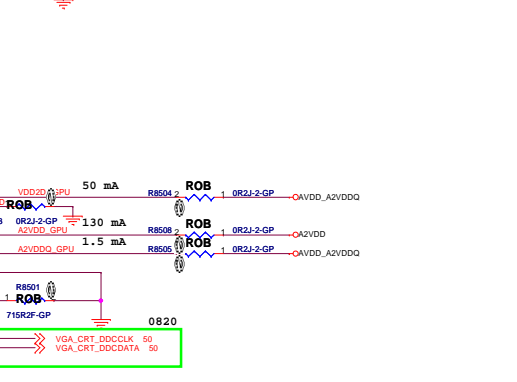 50 mA
ROB
VDD2D GPU
R8504 2 1 0R2J-2-GP AVDD_A2VDDQ
ROB
0R2J-2-GP
130 mA
ROB
A2VDD_GPU
R8508 2 1 0R2J-2-GP A2VDD
1.5 mA
ROB
A2VDDQ_GPU
R8505 1 0R2J-2-GP AVDD_A2VDDQ
R8501
1 ROB
715R2F-GP
0820
VGA_CRT_DDCCLK 50
VGA_CRT_DDCDATA 50